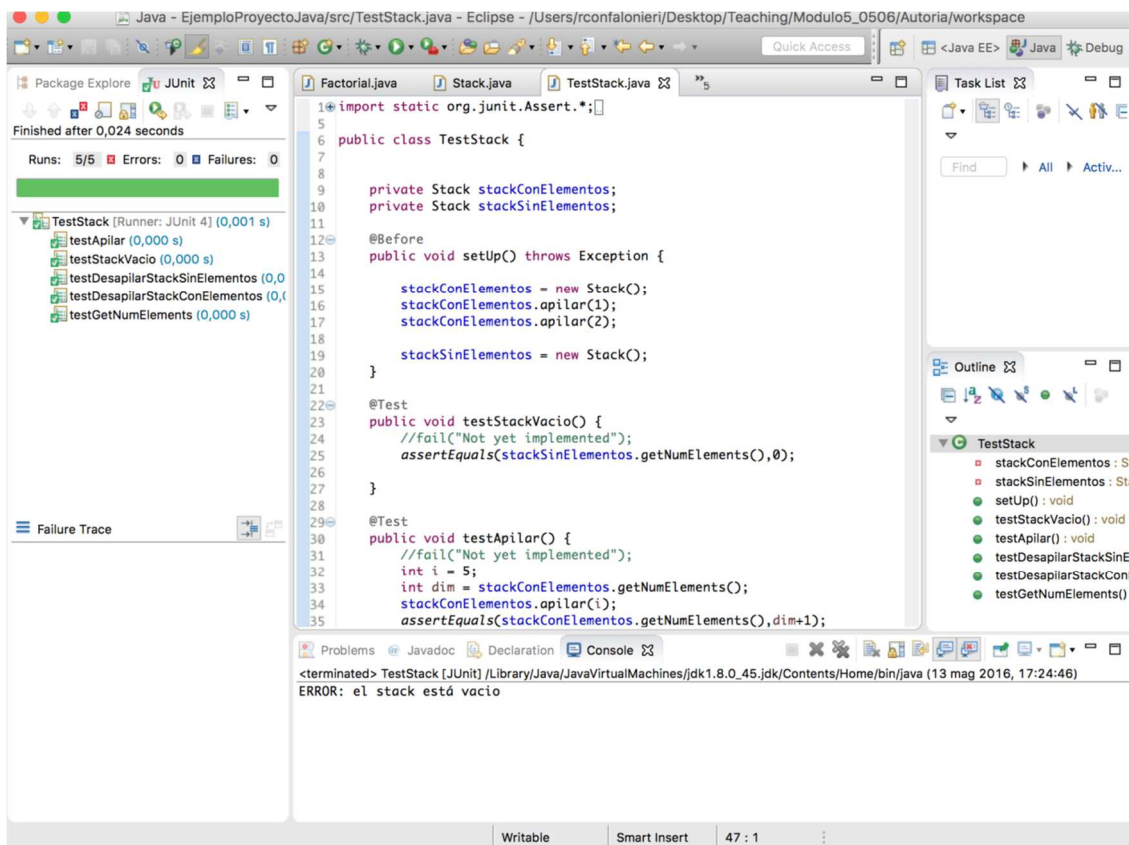 Java - EjemploProyectoJava/src/TestStack.java - Eclipse - /Users/rconfalonieri/Desktop/Teaching/Modulo5_0506/Autoria/workspace
Quick Access
<Java EE>
Java
Debug
Package Explore
JUnit
Finished after 0,024 seconds
Runs: 5/5 Errors: 0 Failures: 0
TestStack [Runner: JUnit 4] (0,001 s)
testApilar (0,000 s)
testStackVacio (0,000 s)
testDesapilarStackSinElementos (0,0
testDesapilarStackConElementos (0,(
testGetNumElements (0,000 s)
Failure Trace
Factorial.java
Stack.java
TestStack.java
»5
1 import static org.junit.Assert.*;
5
6 public class TestStack {
7
8
9 private Stack stackConElementos;
10 private Stack stackSinElementos;
11
12 @Before
13 public void setUp() throws Exception {
14
15 stackConElementos = new Stack();
16 stackConElementos.apilar(1);
17 stackConElementos.apilar(2);
18
19 stackSinElementos = new Stack();
20 }
21
22 @Test
23 public void testStackVacio() {
24 //fail("Not yet implemented");
25 assertEquals(stackSinElementos.getNumElements(),0);
26
27 }
28
29 @Test
30 public void testApilar() {
31 //fail("Not yet implemented");
32 int i = 5;
33 int dim = stackConElementos.getNumElements();
34 stackConElementos.apilar(i);
35 assertEquals(stackConElementos.getNumElements(),dim+1);
Task List
Find
All
Activ...
Outline
TestStack
stackConElementos : S
stackSinElementos : St
setUp() : void
testStackVacio() : void
testApilar() : void
testDesapilarStackSinE
testDesapilarStackCon
testGetNumElements()
Problems
Javadoc
Declaration
Console
<terminated> TestStack [JUnit] /Library/Java/JavaVirtualMachines/jdk1.8.0_45.jdk/Contents/Home/bin/java (13 mag 2016, 17:24:46)
ERROR: el stack está vacio
Writable
Smart Insert
47 : 1